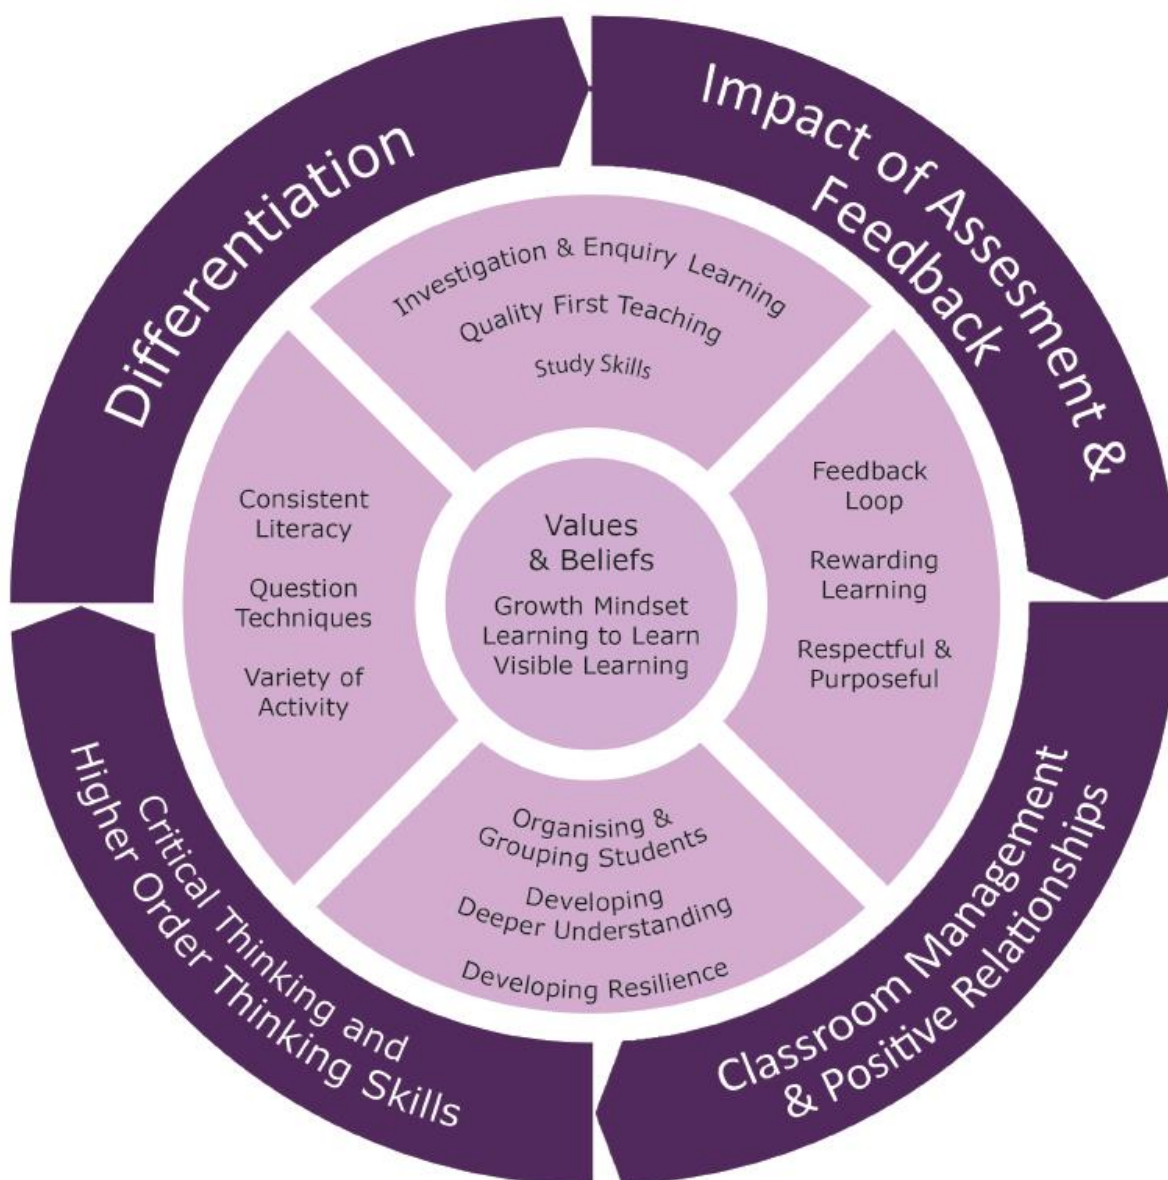 Differentiation
Impact of Assessment &
Feedback
Classroom Management
& Positive Relationships
Critical Thinking and
Higher Order Thinking Skills
Investigation & Enquiry Learning
Quality First Teaching
Study Skills
Feedback
Loop
Rewarding
Learning
Respectful &
Purposeful
Organising &
Grouping Students
Developing
Deeper Understanding
Developing Resilience
Consistent
Literacy
Question
Techniques
Variety of
Activity
Values
& Beliefs
Growth Mindset
Learning to Learn
Visible Learning